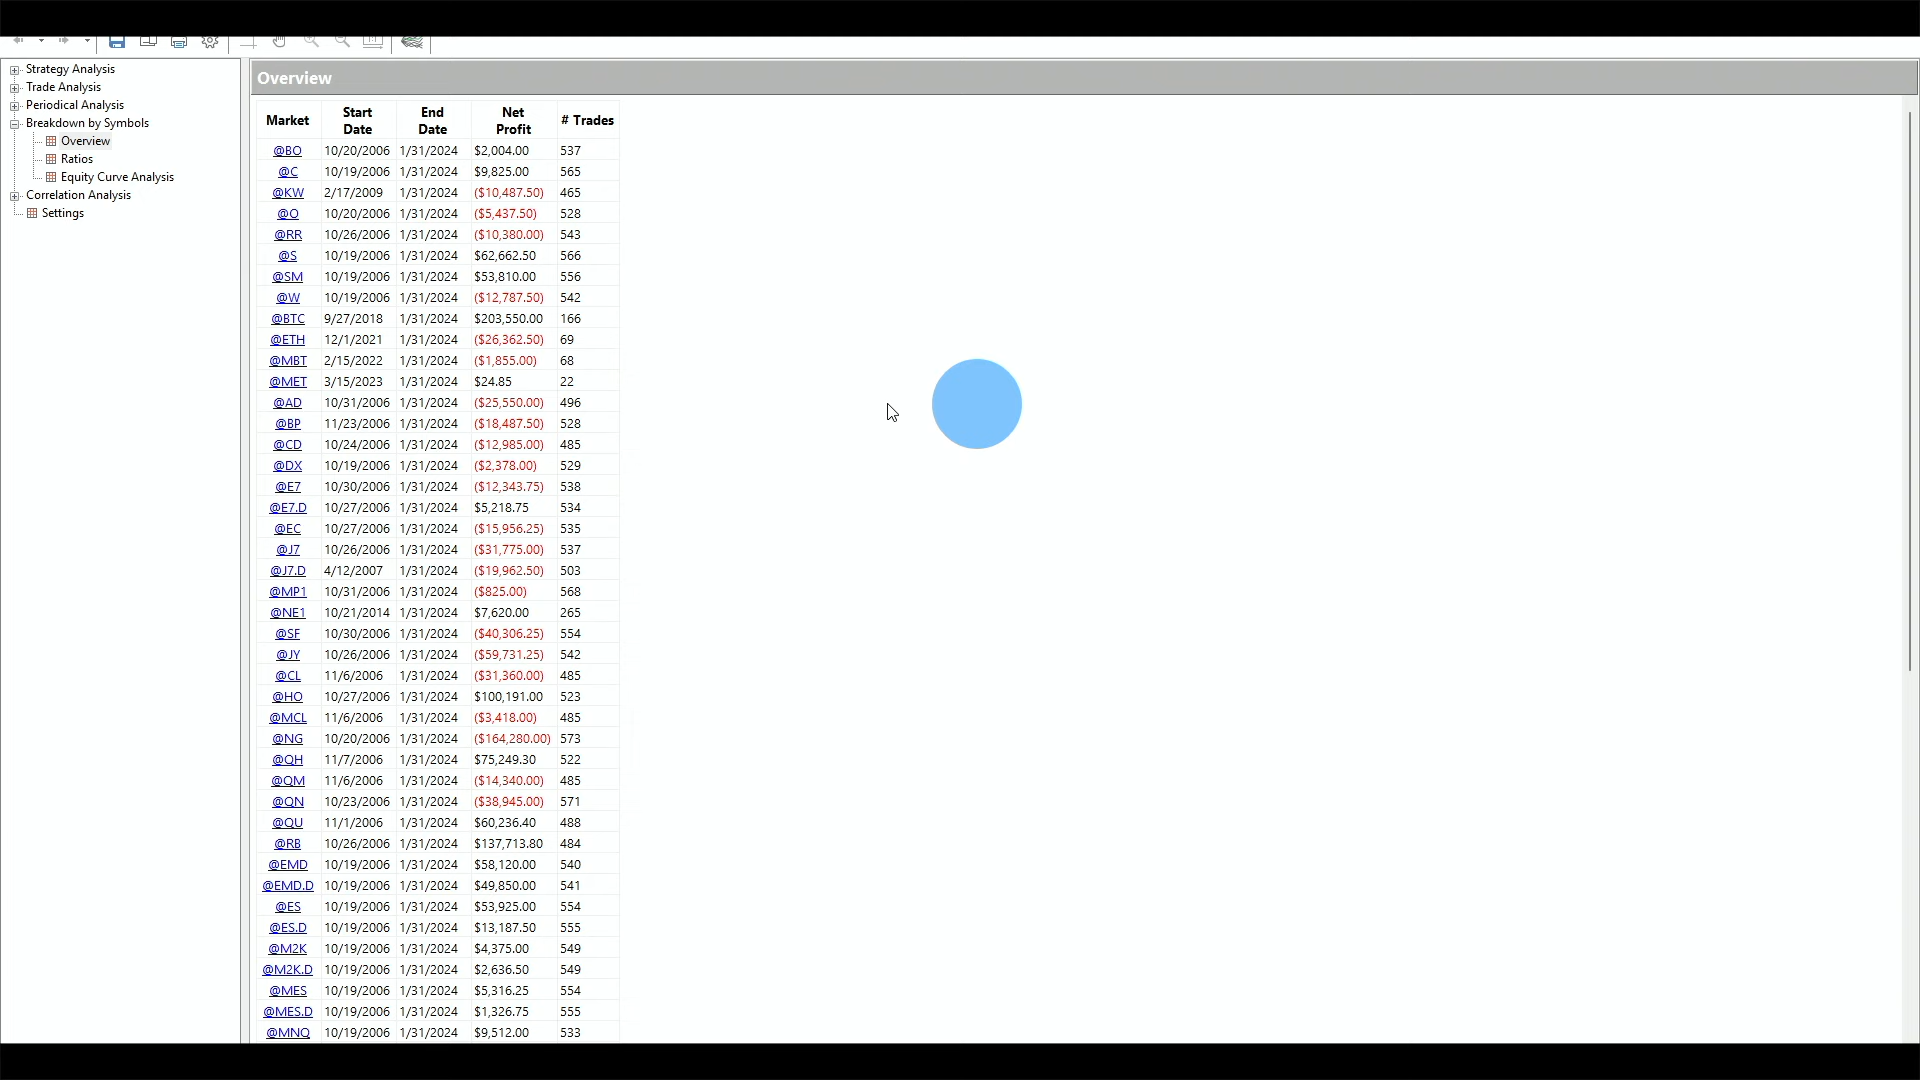 Strategy Analysis
Trade Analysis
Periodical Analysis
Breakdown by Symbols
Overview
Ratios
Equity Curve Analysis
Correlation Analysis
Settings
Overview
Market Start Date End Date Net Profit # Trades
@BO 10/20/2006 1/31/2024 $2,004.00 537
@C 10/19/2006 1/31/2024 $9,825.00 565
@KW 2/17/2009 1/31/2024 ($10,487.50) 465
@O 10/20/2006 1/31/2024 ($5,437.50) 528
@RR 10/26/2006 1/31/2024 ($10,380.00) 543
@S 10/19/2006 1/31/2024 $62,662.50 566
@SM 10/19/2006 1/31/2024 $53,810.00 556
@W 10/19/2006 1/31/2024 ($12,787.50) 542
@BTC 9/27/2018 1/31/2024 $203,550.00 166
@ETH 12/1/2021 1/31/2024 ($26,362.50) 69
@MBT 2/15/2022 1/31/2024 ($1,855.00) 68
@MET 3/15/2023 1/31/2024 $24.85 22
@AD 10/31/2006 1/31/2024 ($25,550.00) 496
@BP 11/23/2006 1/31/2024 ($18,487.50) 528
@CD 10/24/2006 1/31/2024 ($12,985.00) 485
@DX 10/19/2006 1/31/2024 ($2,378.00) 529
@E7 10/30/2006 1/31/2024 ($12,343.75) 538
@E7.D 10/27/2006 1/31/2024 $5,218.75 534
@EC 10/27/2006 1/31/2024 ($15,956.25) 535
@J7 10/26/2006 1/31/2024 ($31,775.00) 537
@J7.D 4/12/2007 1/31/2024 ($19,962.50) 503
@MP1 10/31/2006 1/31/2024 ($825.00) 568
@NE1 10/21/2014 1/31/2024 $7,620.00 265
@SF 10/30/2006 1/31/2024 ($40,306.25) 554
@JY 10/26/2006 1/31/2024 ($59,731.25) 542
@CL 11/6/2006 1/31/2024 ($31,360.00) 485
@HO 10/27/2006 1/31/2024 $100,191.00 523
@MCL 11/6/2006 1/31/2024 ($3,418.00) 485
@NG 10/20/2006 1/31/2024 ($164,280.00) 573
@QH 11/7/2006 1/31/2024 $75,249.30 522
@QM 11/6/2006 1/31/2024 ($14,340.00) 485
@QN 10/23/2006 1/31/2024 ($38,945.00) 571
@QU 11/1/2006 1/31/2024 $60,236.40 488
@RB 10/26/2006 1/31/2024 $137,713.80 484
@EMD 10/19/2006 1/31/2024 $58,120.00 540
@EMD.D 10/19/2006 1/31/2024 $49,850.00 541
@ES 10/19/2006 1/31/2024 $53,925.00 554
@ES.D 10/19/2006 1/31/2024 $13,187.50 555
@M2K 10/19/2006 1/31/2024 $4,375.00 549
@M2K.D 10/19/2006 1/31/2024 $2,636.50 549
@MES 10/19/2006 1/31/2024 $5,316.25 554
@MES.D 10/19/2006 1/31/2024 $1,326.75 555
@MNQ 10/19/2006 1/31/2024 $9,512.00 533